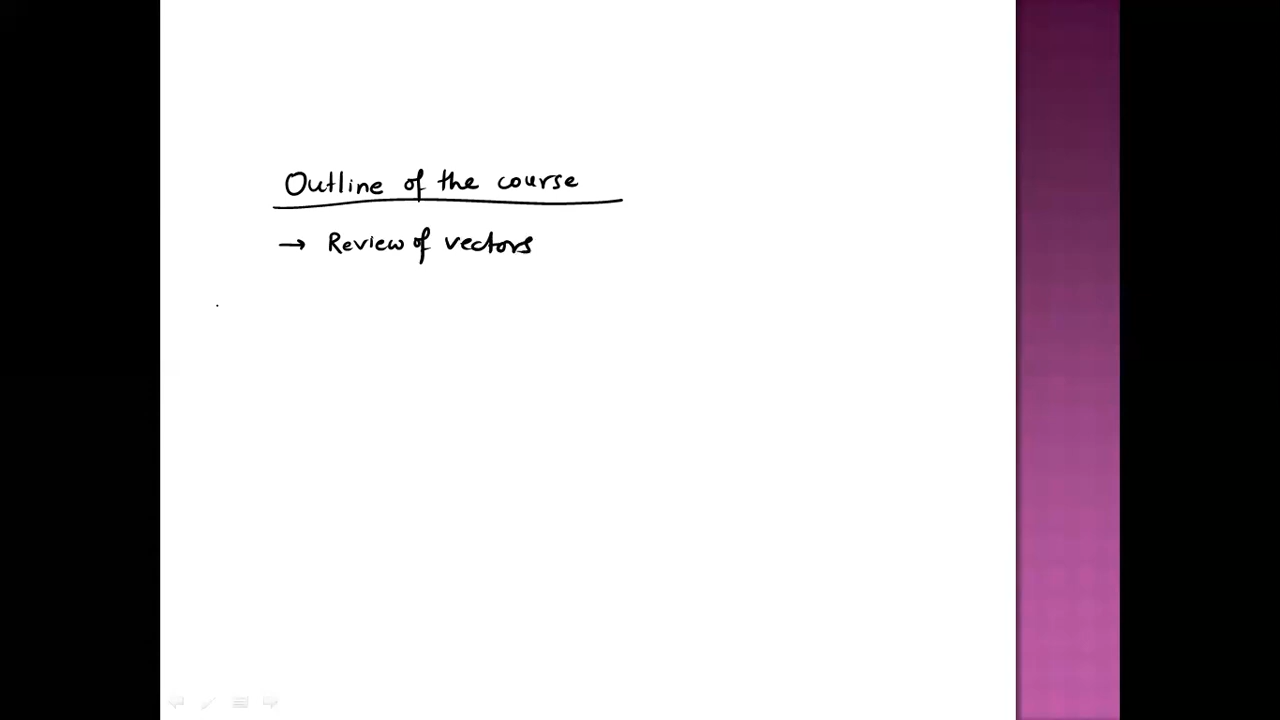 Outline of the course
→ Review of vectors